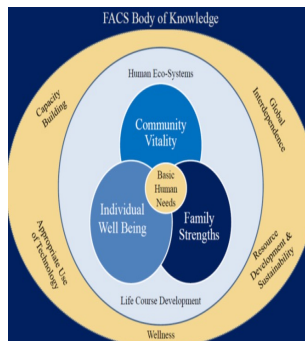 FACS Body of Knowledge
Human Eco-Systems
Capacity
Building
Global
Interdependence
Community
Vitality
Basic
Human
Needs
Individual
Well Being
Family
Strengths
Appropriate Use
of Technology
Resource
Development &
Sustainability
Life Course Development
Wellness